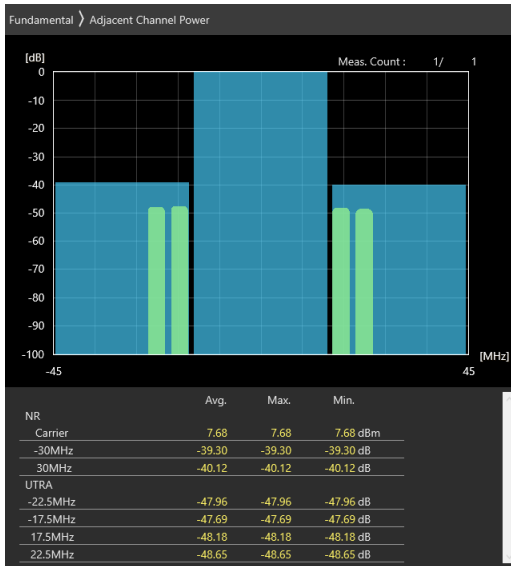 Fundamental 〉 Adjacent Channel Power
[dB]
Meas. Count : 1/ 1
0
-10
-20
-30
-40
-50
-60
-70
-80
-90
-100
[MHz]
-45 45
Avg. Max. Min.
NR
Carrier 7.68 7.68 7.68 dBm
-30MHz -39.30 -39.30 -39.30 dB
30MHz -40.12 -40.12 -40.12 dB
UTRA
-22.5MHz -47.96 -47.96 -47.96 dB
-17.5MHz -47.69 -47.69 -47.69 dB
17.5MHz -48.18 -48.18 -48.18 dB
22.5MHz -48.65 -48.65 -48.65 dB